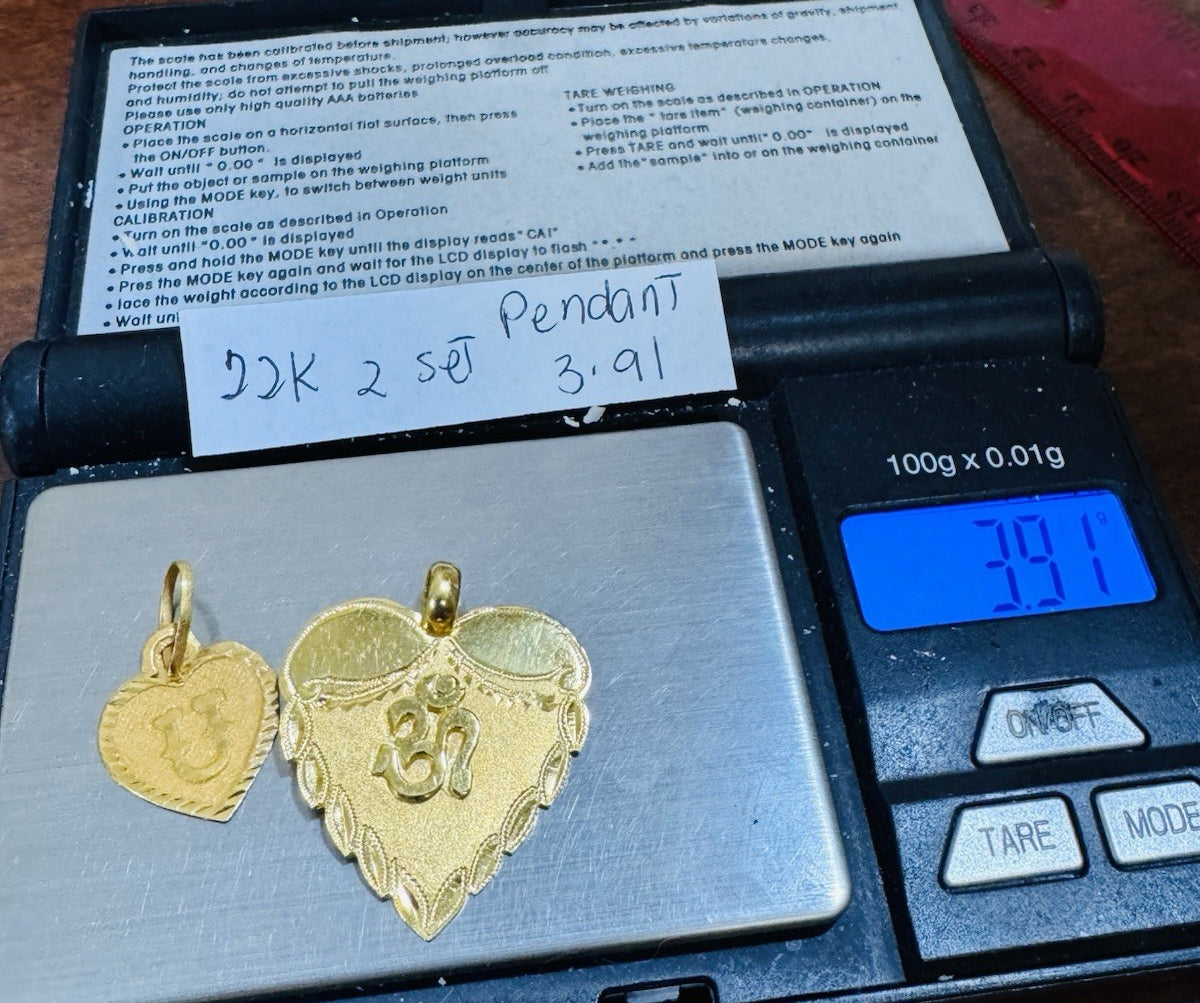 The scale has been calibrated before shipment; however accuracy may be affected by variations of gravity, shipment
handling, and changes of temperature.
Protect the scale from excessive shocks, prolonged overload condition, excessive temperature changes,
and humidity; do not attempt to pull the weighing platform off
Please use only high quality AAA batteries
OPERATION
• Place the scale on a horizontal flat surface, then press
the ON/OFF button.
• Wait until "0.00" is displayed
• Put the object or sample on the weighing platform
• Using the MODE key, to switch between weight units
CALIBRATION
• Turn on the scale as described in Operation
• Wait until "0.00" is displayed
• Press and hold the MODE key until the display reads" CAl"
• Pres the MODE key again and wait for the LCD display to flash
• lace the weight according to the LCD display on the center of the platform and press the MODE key again
• Wait unt
TARE WEIGHING
• Turn on the scale as described in OPERATION
• Place the " tare item" (weighing container) on the
weighing platform
• Press TARE and wait until" 0.00" is displayed
• Add the"sample" into or on the weighing container
PendanT
22K 2 seT 3.91
100g x 0.01g
3.91 g
ON/OFF
TARE
MODE
ॐ
U
20